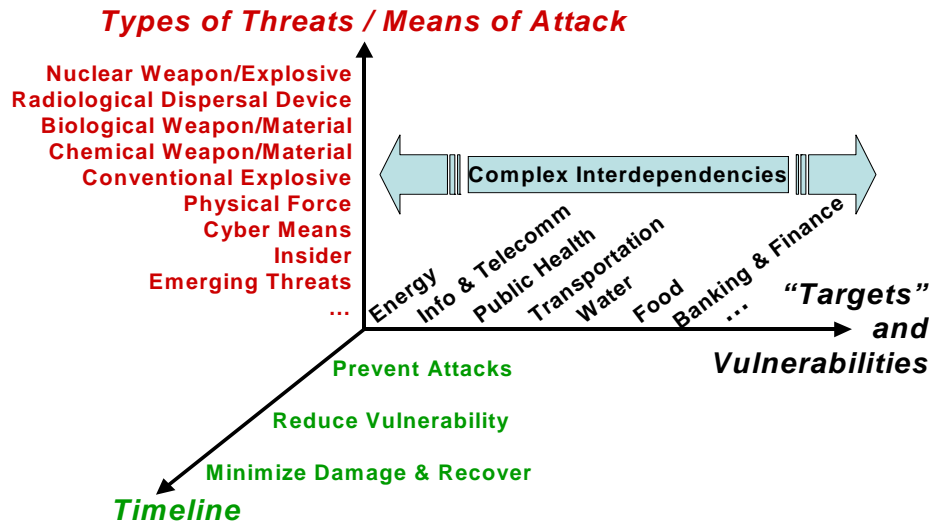 Types of Threats / Means of Attack
Nuclear Weapon/Explosive
Radiological Dispersal Device
Biological Weapon/Material
Chemical Weapon/Material
Conventional Explosive
Physical Force
Cyber Means
Insider
Emerging Threats
...
Complex Interdependencies
Energy
Info & Telecomm
Public Health
Transportation
Water
Food
Banking & Finance
...
“Targets”
and
Vulnerabilities
Prevent Attacks
Reduce Vulnerability
Minimize Damage & Recover
Timeline